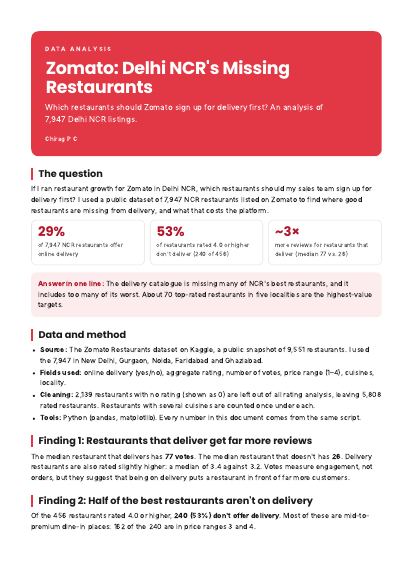 DATA ANALYSIS
Zomato: Delhi NCR's Missing
Restaurants
Which restaurants should Zomato sign up for delivery first? An analysis of
7,947 Delhi NCR listings.
Chirag P C
The question
If I ran restaurant growth for Zomato in Delhi NCR, which restaurants should my sales team sign up for
delivery first? I used a public dataset of 7,947 NCR restaurants listed on Zomato to find where good
restaurants are missing from delivery, and what that costs the platform.
29%
of 7,947 NCR restaurants offer
online delivery
53%
of restaurants rated 4.0 or higher
don't deliver (240 of 456)
~3×
more reviews for restaurants that
deliver (median 77 vs. 26)
Answer in one line: The delivery catalogue is missing many of NCR's best restaurants, and it
includes too many of its worst. About 70 top-rated restaurants in five localities are the highest-value
targets.
Data and method
• Source: The Zomato Restaurants dataset on Kaggle, a public snapshot of 9,551 restaurants. I used
the 7,947 in New Delhi, Gurgaon, Noida, Faridabad and Ghaziabad.
• Fields used: online delivery (yes/no), aggregate rating, number of votes, price range (1–4), cuisines,
locality.
• Cleaning: 2,139 restaurants with no rating (shown as 0) are left out of all rating analysis, leaving 5,808
rated restaurants. Restaurants with several cuisines are counted once under each.
• Tools: Python (pandas, matplotlib). Every number in this document comes from the same script.
Finding 1: Restaurants that deliver get far more reviews
The median restaurant that delivers has 77 votes. The median restaurant that doesn't has 26. Delivery
restaurants are also rated slightly higher: a median of 3.4 against 3.2. Votes measure engagement, not
orders, but they suggest that being on delivery puts a restaurant in front of far more customers.
Finding 2: Half of the best restaurants aren't on delivery
Of the 456 restaurants rated 4.0 or higher, 240 (53%) don't offer delivery. Most of these are mid-to-
premium dine-in places: 162 of the 240 are in price ranges 3 and 4.